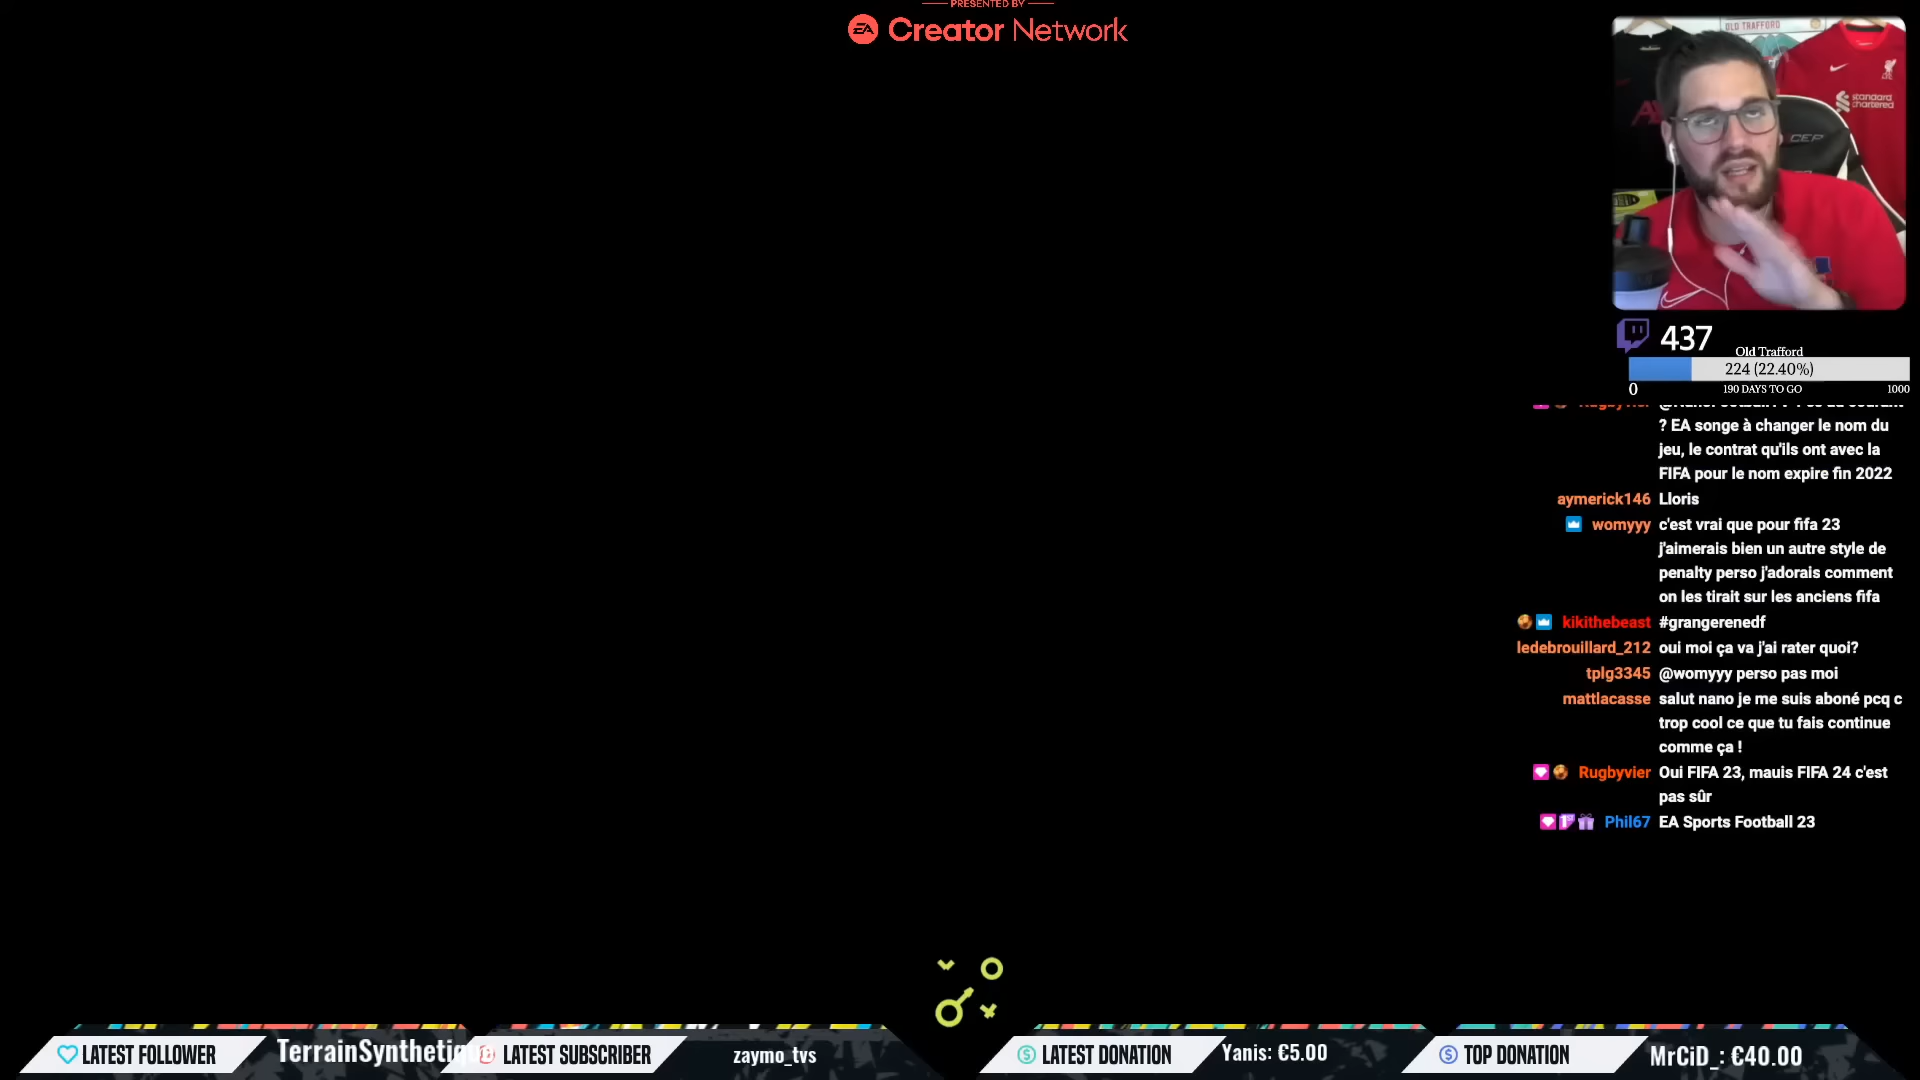 PRESENTED BY
EA Creator Network
OLD TRAFFORD
standard
chartered
437
Old Trafford
224 (22.40%)
0 190 DAYS TO GO 1000
? EA songe à changer le nom du
jeu, le contrat qu'ils ont avec la
FIFA pour le nom expire fin 2022
aymerick146 Lloris
womyyy c'est vrai que pour fifa 23
j'aimerais bien un autre style de
penalty perso j'adorais comment
on les tirait sur les anciens fifa
kikithebeast #grangerenedf
ledebrouillard_212 oui moi ça va j'ai rater quoi?
tplg3345 @womyyy perso pas moi
mattlacasse salut nano je me suis aboné pcq c
trop cool ce que tu fais continue
comme ça !
Rugbyvier Oui FIFA 23, mauis FIFA 24 c'est
pas sûr
Phil67 EA Sports Football 23
LATEST FOLLOWER
LATEST SUBSCRIBER zaymo_tvs
LATEST DONATION Yanis: €5.00
TOP DONATION MrCiD_: €40.00